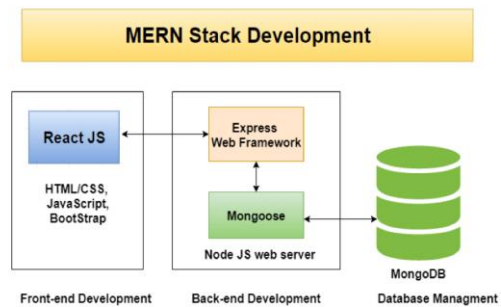 MERN Stack Development
React JS
HTML/CSS,
JavaScript,
BootStrap
Front-end Development
Express
Web Framework
Mongoose
Node JS web server
Back-end Development
MongoDB
Database Managment